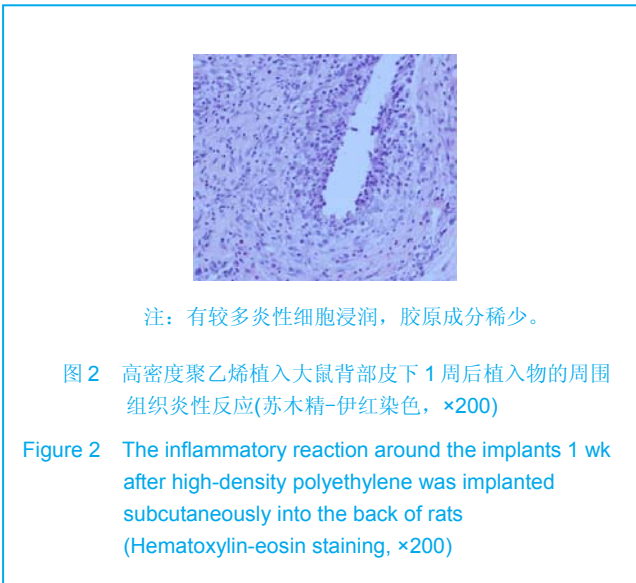 注：有较多炎性细胞浸润，胶原成分稀少。
图 2 高密度聚乙烯植入大鼠背部皮下 1 周后植入物的周围
组织炎性反应(苏木精-伊红染色，×200)
Figure 2 The inflammatory reaction around the implants 1 wk
after high-density polyethylene was implanted
subcutaneously into the back of rats
(Hematoxylin-eosin staining, ×200)